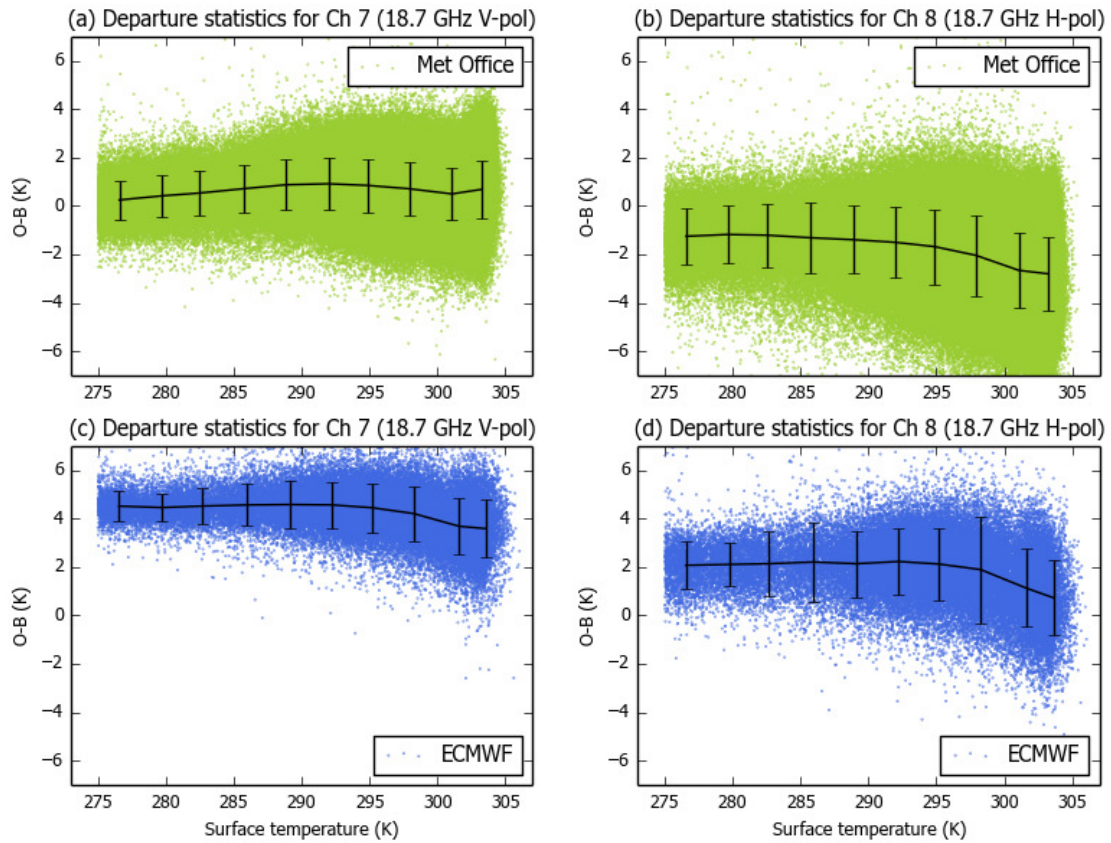 (a) Departure statistics for Ch 7 (18.7 GHz V-pol)
Met Office
O-B (K)
6
4
2
0
−2
−4
−6
275 280 285 290 295 300 305
(b) Departure statistics for Ch 8 (18.7 GHz H-pol)
Met Office
O-B (K)
6
4
2
0
−2
−4
−6
275 280 285 290 295 300 305
(c) Departure statistics for Ch 7 (18.7 GHz V-pol)
O-B (K)
6
4
2
0
−2
−4
−6
ECMWF
275 280 285 290 295 300 305
Surface temperature (K)
(d) Departure statistics for Ch 8 (18.7 GHz H-pol)
O-B (K)
6
4
2
0
−2
−4
−6
ECMWF
275 280 285 290 295 300 305
Surface temperature (K)